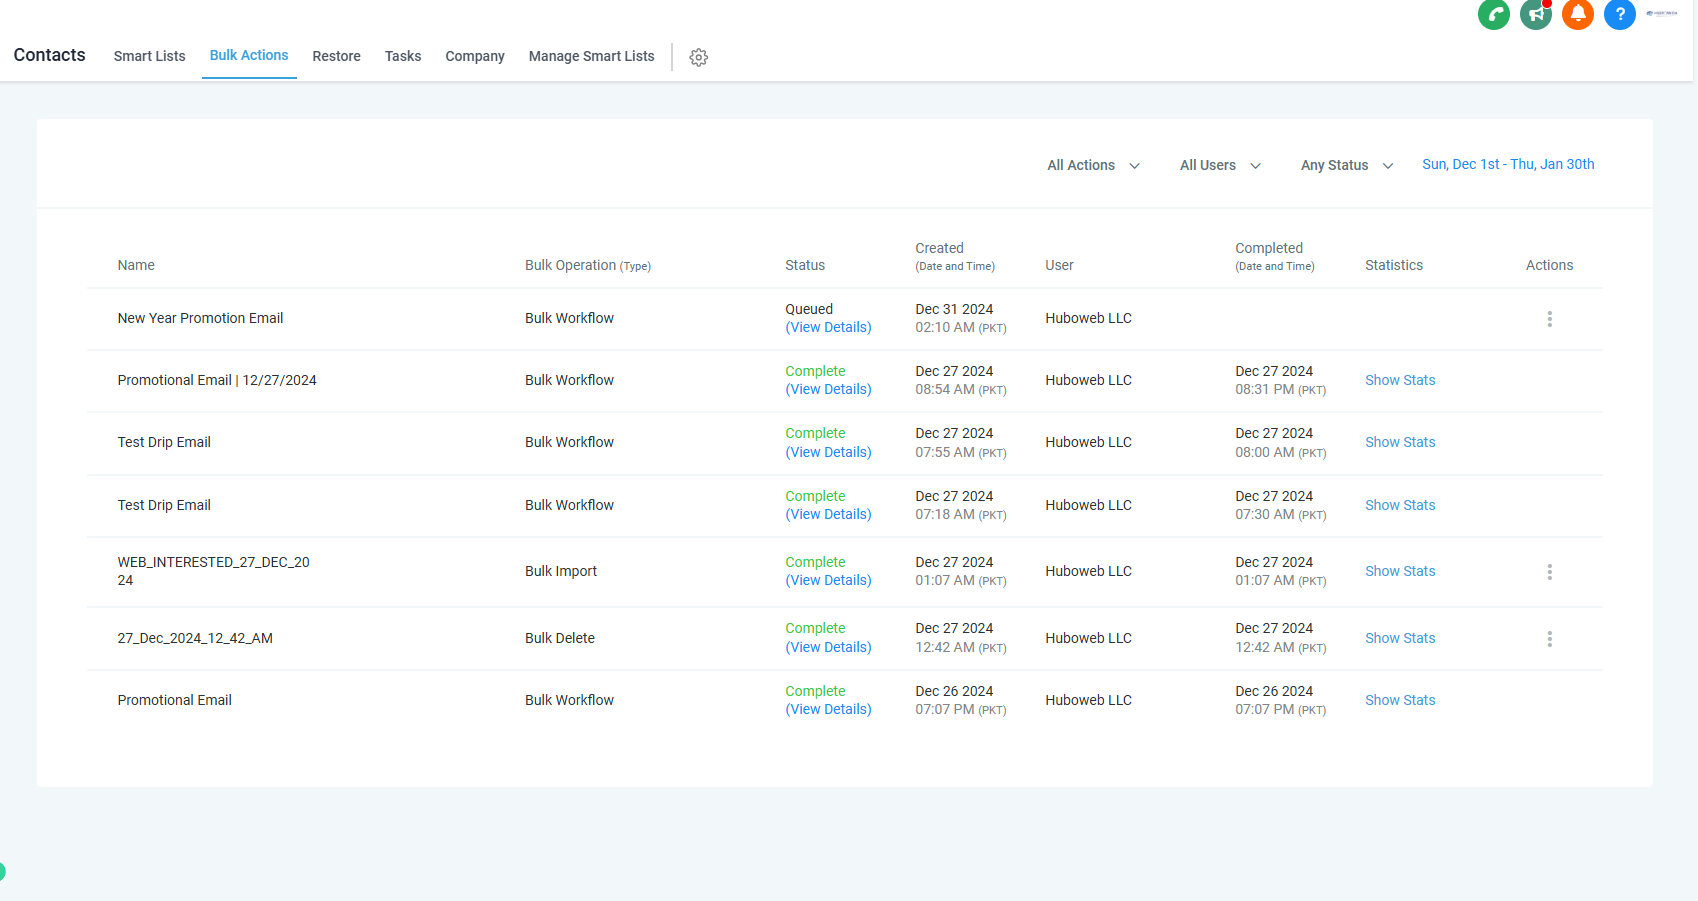 ?
Contacts
Smart Lists
Bulk Actions
Restore
Tasks
Company
Manage Smart Lists
All Actions
All Users
Any Status
Sun, Dec 1st - Thu, Jan 30th
Name
Bulk Operation (Type)
Status
Created
(Date and Time)
User
Completed
(Date and Time)
Statistics
Actions
New Year Promotion Email
Bulk Workflow
Queued
(View Details)
Dec 31 2024
02:10 AM (PKT)
Huboweb LLC
Promotional Email | 12/27/2024
Bulk Workflow
Complete
(View Details)
Dec 27 2024
08:54 AM (PKT)
Huboweb LLC
Dec 27 2024
08:31 PM (PKT)
Show Stats
Test Drip Email
Bulk Workflow
Complete
(View Details)
Dec 27 2024
07:55 AM (PKT)
Huboweb LLC
Dec 27 2024
08:00 AM (PKT)
Show Stats
Test Drip Email
Bulk Workflow
Complete
(View Details)
Dec 27 2024
07:18 AM (PKT)
Huboweb LLC
Dec 27 2024
07:30 AM (PKT)
Show Stats
WEB_INTERESTED_27_DEC_20
24
Bulk Import
Complete
(View Details)
Dec 27 2024
01:07 AM (PKT)
Huboweb LLC
Dec 27 2024
01:07 AM (PKT)
Show Stats
27_Dec_2024_12_42_AM
Bulk Delete
Complete
(View Details)
Dec 27 2024
12:42 AM (PKT)
Huboweb LLC
Dec 27 2024
12:42 AM (PKT)
Show Stats
Promotional Email
Bulk Workflow
Complete
(View Details)
Dec 26 2024
07:07 PM (PKT)
Huboweb LLC
Dec 26 2024
07:07 PM (PKT)
Show Stats